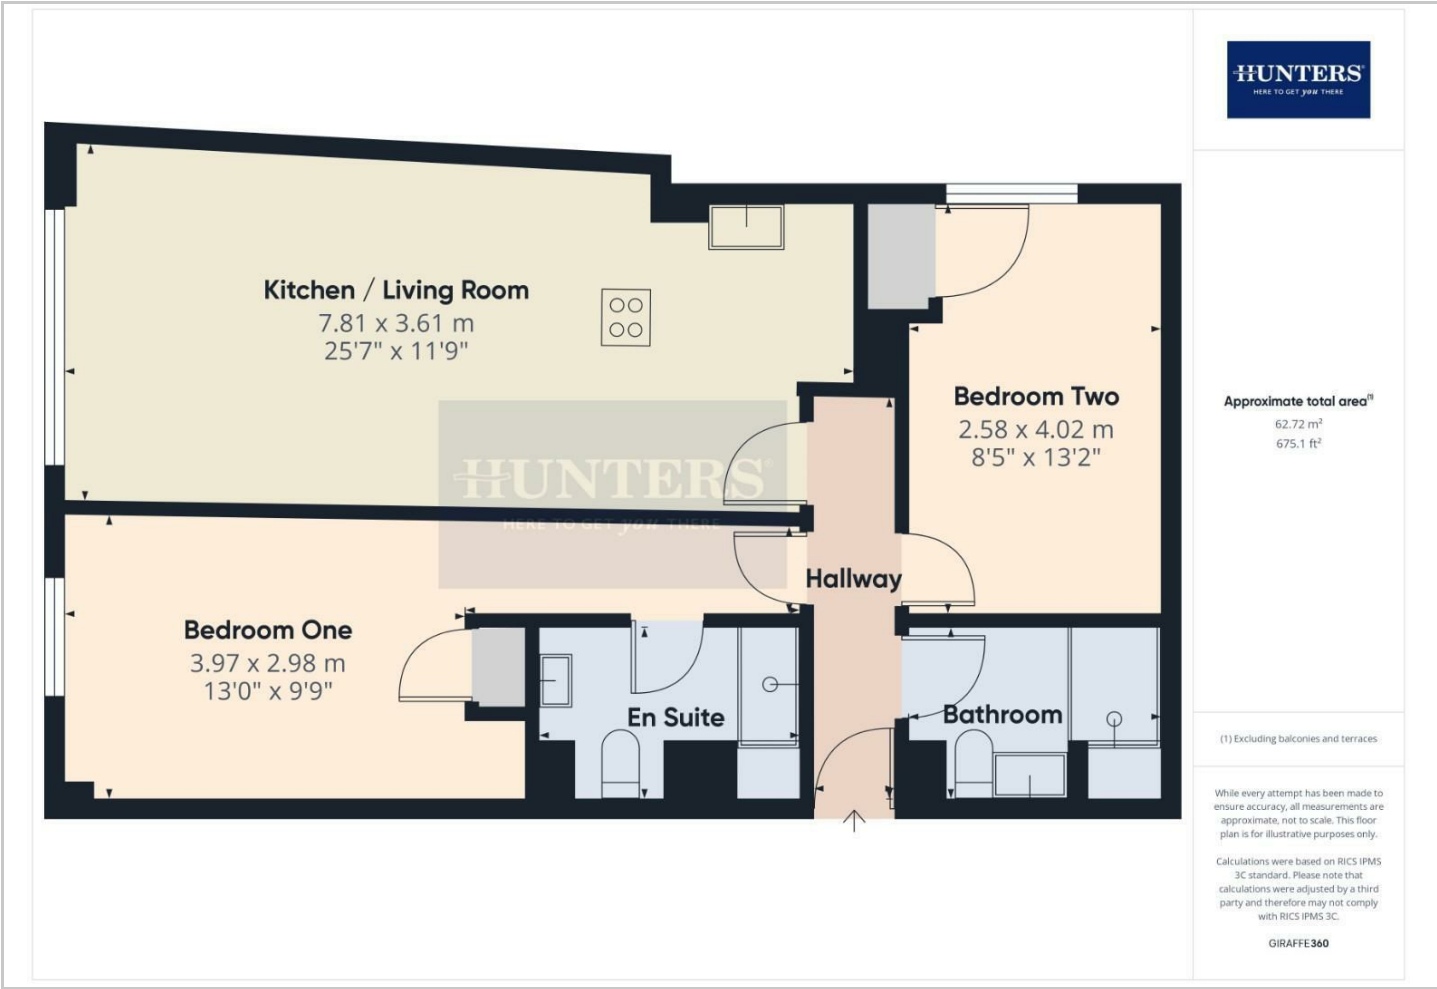 HUNTERS
HERE TO GET you THERE
Kitchen / Living Room
7.81 x 3.61 m
25'7" x 11'9"
Bedroom Two
2.58 x 4.02 m
8'5" x 13'2"
HUNTERS
HERE TO GET you THERE
Hallway
Bedroom One
3.97 x 2.98 m
13'0" x 9'9"
En Suite
Bathroom
Approximate total area(1)
62.72 m²
675.1 ft²
(1) Excluding balconies and terraces
While every attempt has been made to
ensure accuracy, all measurements are
approximate, not to scale. This floor
plan is for illustrative purposes only.
Calculations were based on RICS IPMS
3C standard. Please note that
calculations were adjusted by a third
party and therefore may not comply
with RICS IPMS 3C.
GIRAFFE360